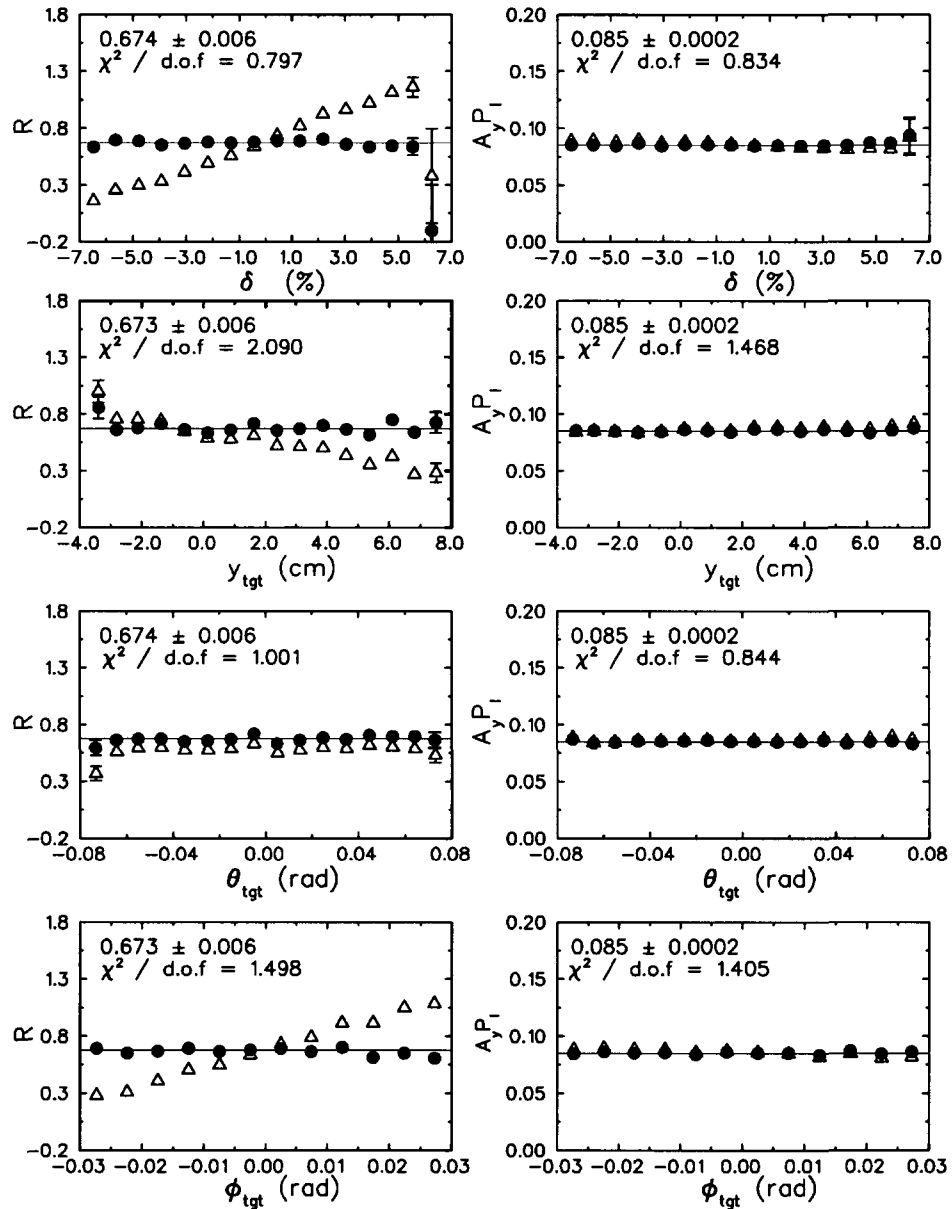 0.674 ± 0.006
χ² / d.o.f = 0.797
R
1.8
1.3
0.8
0.3
−0.2
−7.0 −5.0 −3.0 −1.0 1.0 3.0 5.0 7.0
δ (%)
0.085 ± 0.0002
χ² / d.o.f = 0.834
A_yP_l
0.20
0.15
0.10
0.05
0.00
−7.0 −5.0 −3.0 −1.0 1.0 3.0 5.0 7.0
δ (%)
0.673 ± 0.006
χ² / d.o.f = 2.090
R
1.8
1.3
0.8
0.3
−0.2
−4.0 −2.0 0.0 2.0 4.0 6.0 8.0
y_tgt (cm)
0.085 ± 0.0002
χ² / d.o.f = 1.468
A_yP_l
0.20
0.15
0.10
0.05
0.00
−4.0 −2.0 0.0 2.0 4.0 6.0 8.0
y_tgt (cm)
0.674 ± 0.006
χ² / d.o.f = 1.001
R
1.8
1.3
0.8
0.3
−0.2
−0.08 −0.04 0.00 0.04 0.08
θ_tgt (rad)
0.085 ± 0.0002
χ² / d.o.f = 0.844
A_yP_l
0.20
0.15
0.10
0.05
0.00
−0.08 −0.04 0.00 0.04 0.08
θ_tgt (rad)
0.673 ± 0.006
χ² / d.o.f = 1.498
R
1.8
1.3
0.8
0.3
−0.2
−0.03 −0.02 −0.01 0.00 0.01 0.02 0.03
ϕ_tgt (rad)
0.085 ± 0.0002
χ² / d.o.f = 1.405
A_yP_l
0.20
0.15
0.10
0.05
0.00
−0.03 −0.02 −0.01 0.00 0.01 0.02 0.03
ϕ_tgt (rad)